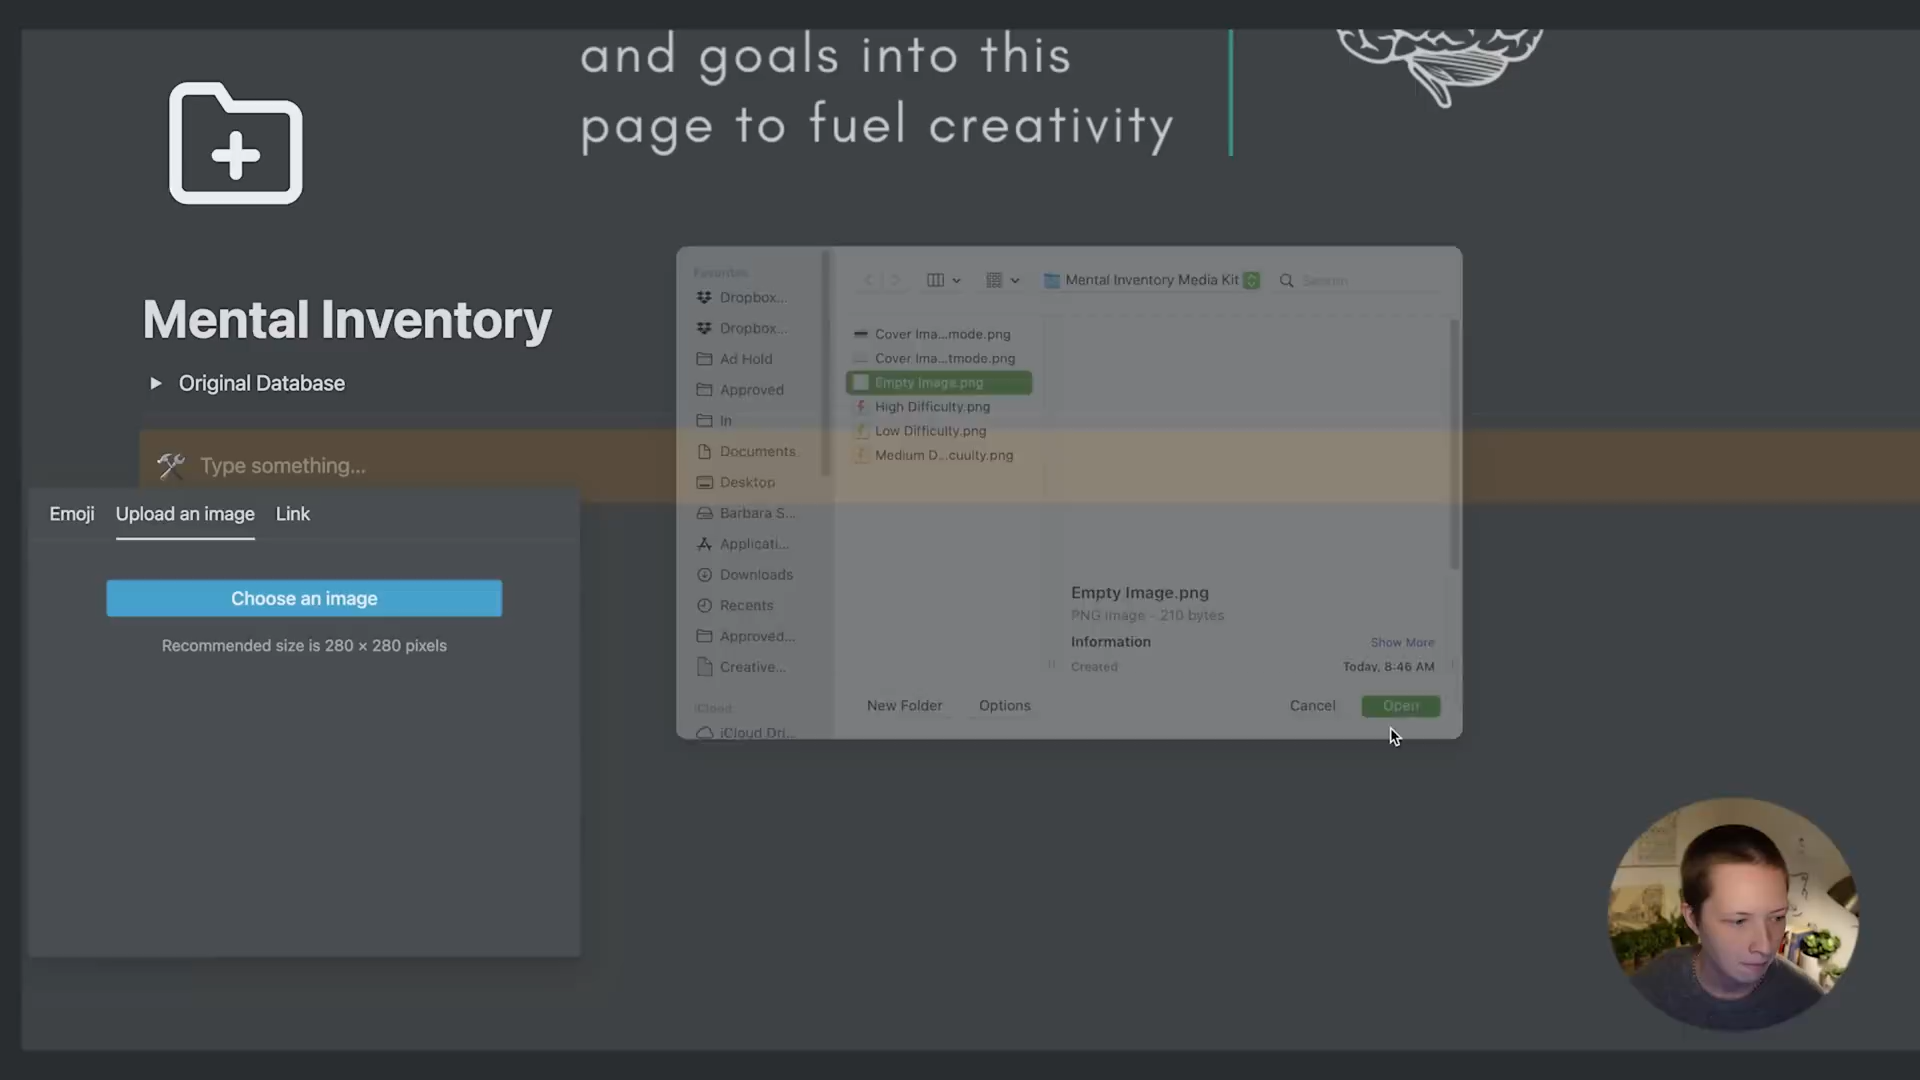 and goals into this
page to fuel creativity
Mental Inventory
Original Database
Type something...
Emoji
Upload an image
Link
Choose an image
Recommended size is 280 × 280 pixels
Favorites
Dropbox...
Dropbox...
Ad Hold
Approved
In
Documents
Desktop
Barbara S...
Applicati...
Downloads
Recents
Approved...
Creative...
iCloud
iCloud Dri...
Mental Inventory Media Kit
Search
Cover Ima...mode.png
Cover Ima...tmode.png
Empty Image.png
High Difficulty.png
Low Difficulty.png
Medium D...cuulty.png
Empty Image.png
PNG image - 210 bytes
Information
Show More
Created
Today, 8:46 AM
New Folder
Options
Cancel
Open